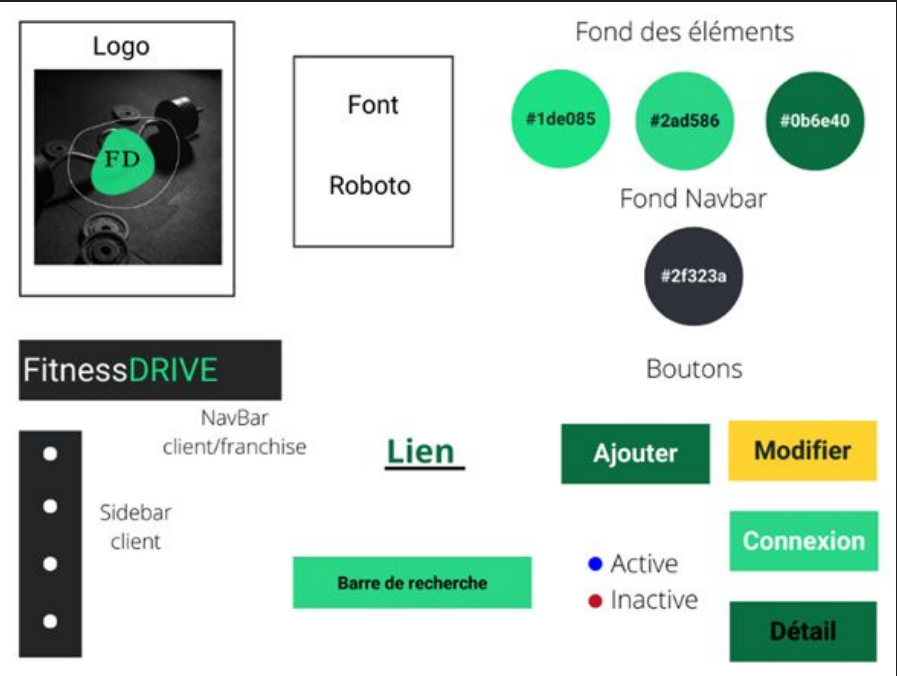 Logo
FD
Font
Roboto
Fond des éléments
#1de085
#2ad586
#0b6e40
Fond Navbar
#2f323a
FitnessDRIVE
NavBar
client/franchise
Sidebar
client
Lien
Barre de recherche
Boutons
Ajouter
Modifier
Connexion
Active
Inactive
Détail